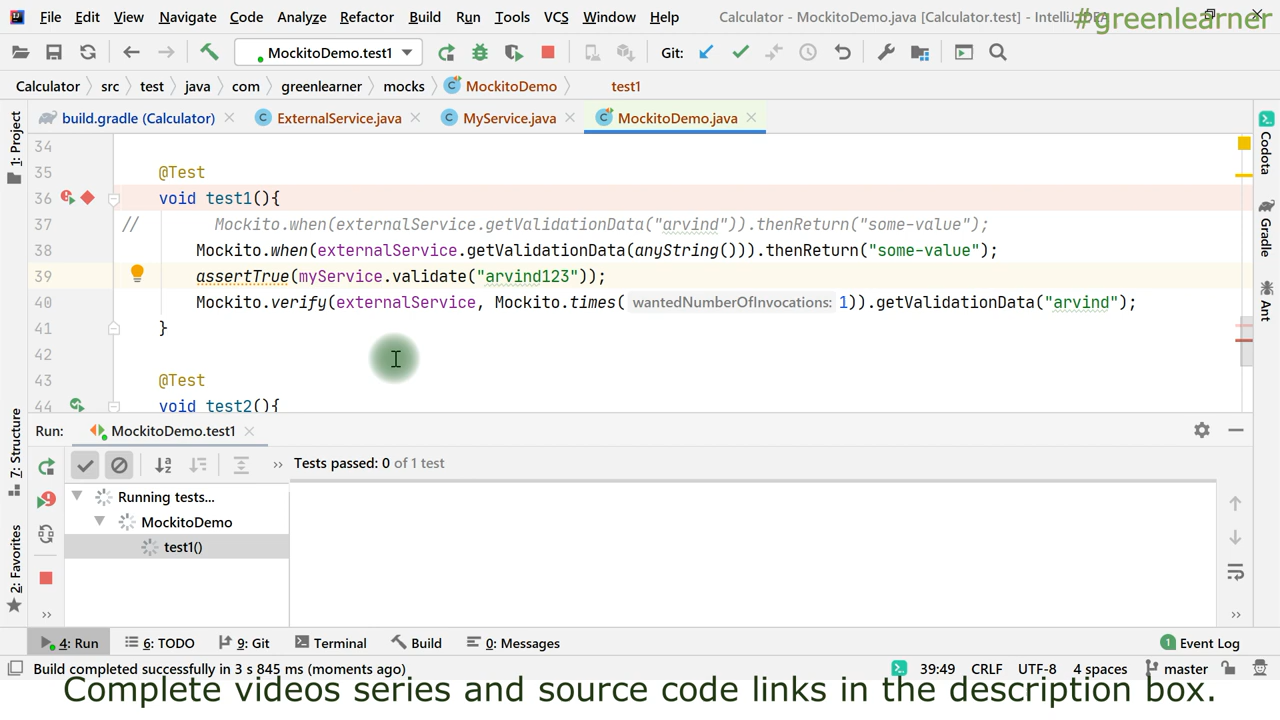 File Edit View Navigate Code Analyze Refactor Build Run Tools VCS Window Help Calculator - MockitoDemo.java [Calculator.test] - IntelliJ IDEA
#greenlearner
MockitoDemo.test1 Git:
Calculator src test java com greenlearner mocks MockitoDemo test1
build.gradle (Calculator) ExternalService.java MyService.java MockitoDemo.java
1: Project
7: Structure
2: Favorites
Codota
Gradle
Ant
34
35 @Test
36 void test1(){
37 // Mockito.when(externalService.getValidationData("arvind")).thenReturn("some-value");
38 Mockito.when(externalService.getValidationData(anyString())).thenReturn("some-value");
39 assertTrue(myService.validate("arvind123"));
40 Mockito.verify(externalService, Mockito.times( wantedNumberOfInvocations: 1)).getValidationData("arvind");
41 }
42
43 @Test
44 void test2(){
Run: MockitoDemo.test1
Tests passed: 0 of 1 test
Running tests...
MockitoDemo
test1()
4: Run 6: TODO 9: Git Terminal Build 0: Messages 1 Event Log
Build completed successfully in 3 s 845 ms (moments ago) 39:49 CRLF UTF-8 4 spaces master
Complete videos series and source code links in the description box.